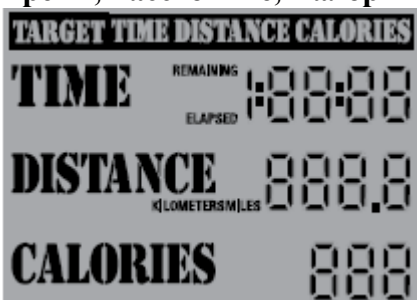 TARGET TIME DISTANCE CALORIES
TIME REMAINING 1:88:88
ELAPSED
DISTANCE 888.8
KILOMETERS MILES
CALORIES 888